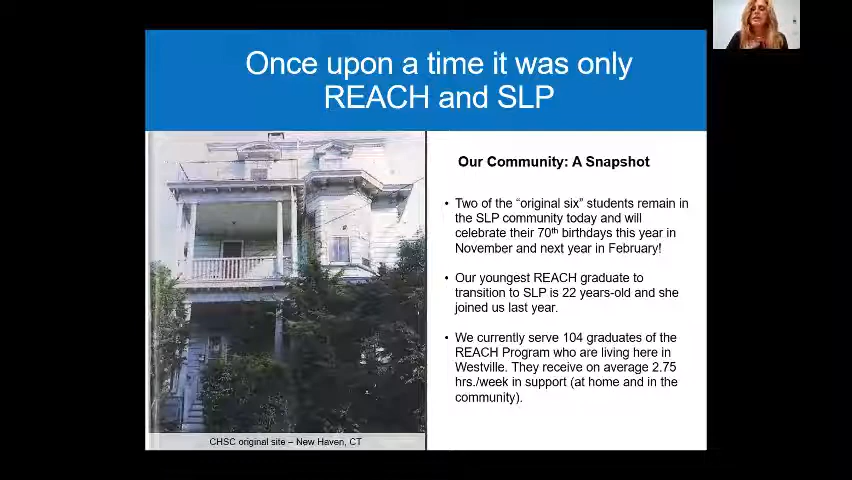 Once upon a time it was only
REACH and SLP
Our Community: A Snapshot
• Two of the “original six” students remain in
the SLP community today and will
celebrate their 70th birthdays this year in
November and next year in February!
• Our youngest REACH graduate to
transition to SLP is 22 years-old and she
joined us last year.
• We currently serve 104 graduates of the
REACH Program who are living here in
Westville. They receive on average 2.75
hrs./week in support (at home and in the
community).
CHSC original site – New Haven, CT